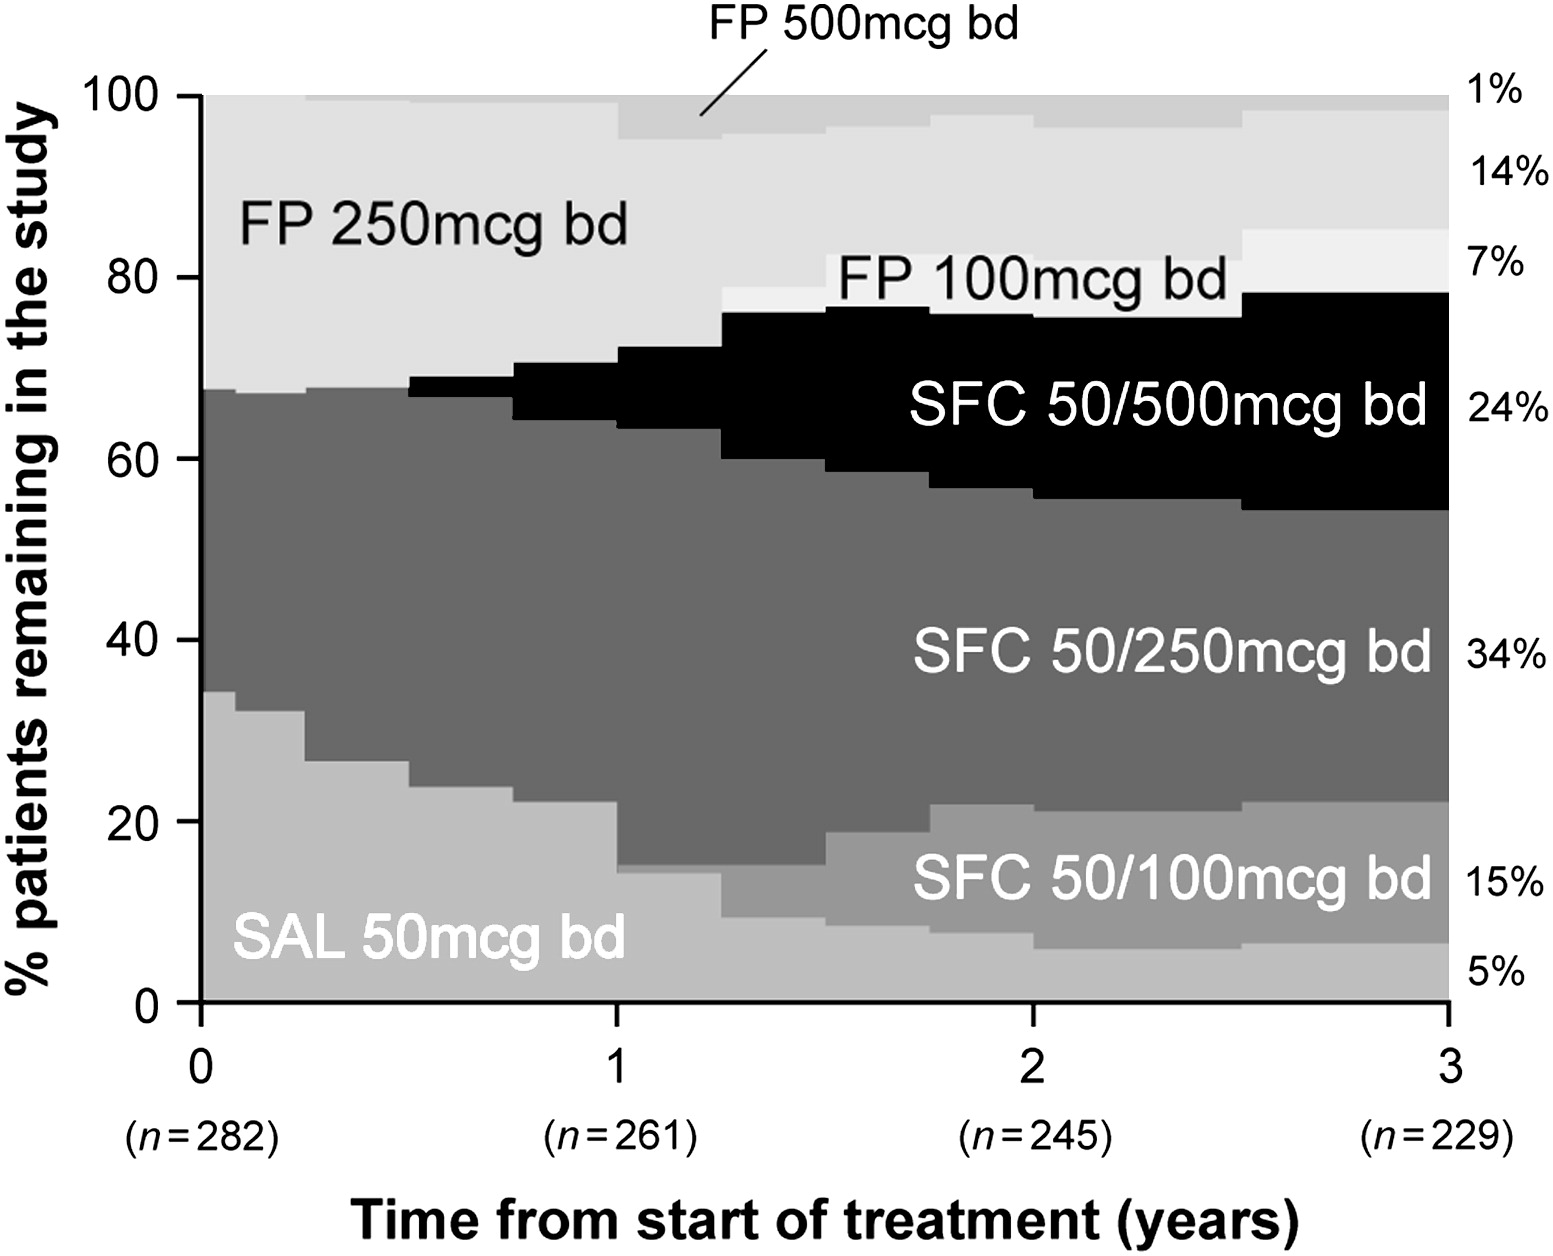 FP 500mcg bd
% patients remaining in the study
100
80
60
40
20
0
FP 250mcg bd
FP 100mcg bd
SFC 50/500mcg bd
SFC 50/250mcg bd
SFC 50/100mcg bd
SAL 50mcg bd
1%
14%
7%
24%
34%
15%
5%
0 1 2 3
(n=282) (n=261) (n=245) (n=229)
Time from start of treatment (years)